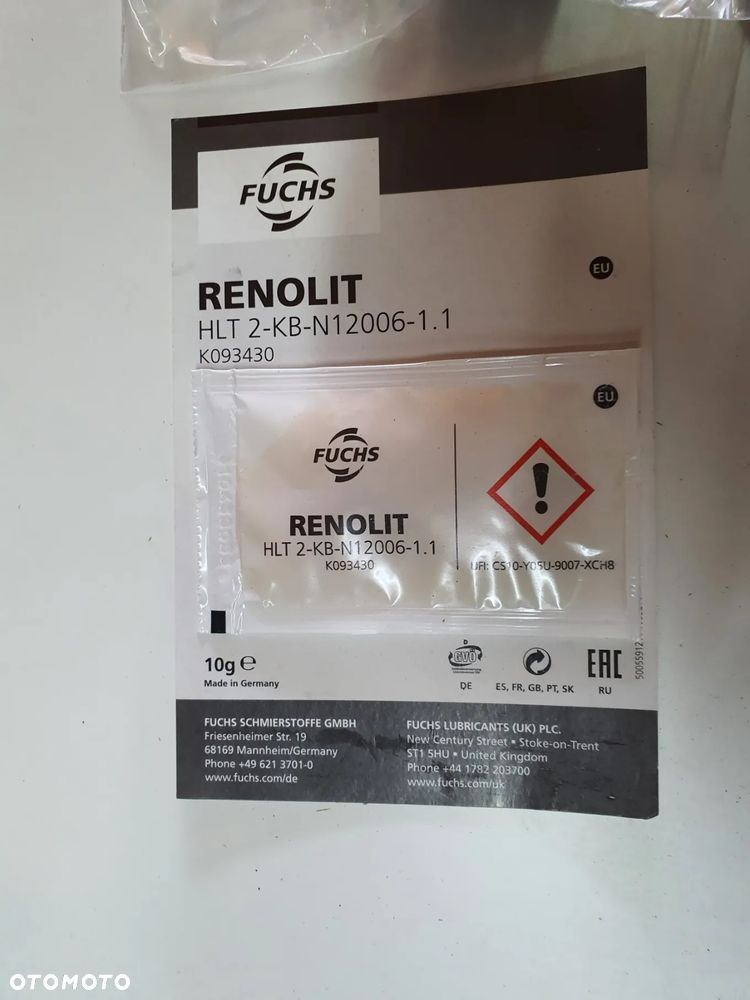 FUCHS
EU
RENOLIT
HLT 2-KB-N12006-1.1
K093430
EU
FUCHS
RENOLIT
HLT 2-KB-N12006-1.1
K093430
UFI: CS10-Y05U-9007-XCH8
10g e
Made in Germany
D
GVÖ
DE
ES, FR, GB, PT, SK
EAC
RU
FUCHS SCHMIERSTOFFE GMBH
Friesenheimer Str. 19
68169 Mannheim/Germany
Phone +49 621 3701-0
www.fuchs.com/de
FUCHS LUBRICANTS (UK) PLC.
New Century Street ▪ Stoke-on-Trent
ST1 5HU ▪ United Kingdom
Phone +44 1782 203700
www.fuchs.com/uk
OTOMOTO